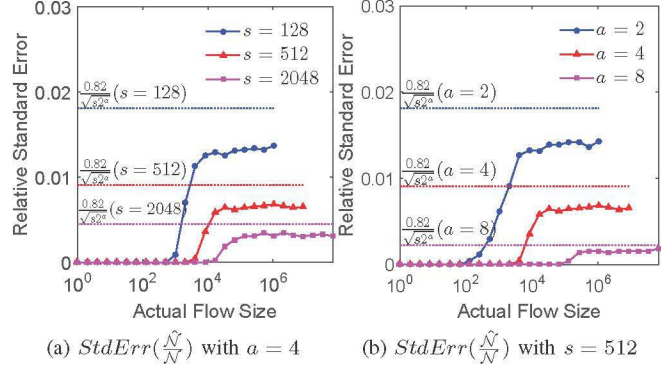 Relative Standard Error
0.03
0.02
0.01
0
s = 128
s = 512
s = 2048
0.82/√(s2^a) (s = 128)
0.82/√(s2^a) (s = 512)
0.82/√(s2^a) (s = 2048)
10^0 10^2 10^4 10^6
Actual Flow Size
(a) StdErr(N̂/N) with a = 4
Relative Standard Error
0.03
0.02
0.01
0
a = 2
a = 4
a = 8
0.82/√(s2^a) (a = 2)
0.82/√(s2^a) (a = 4)
0.82/√(s2^a) (a = 8)
10^0 10^2 10^4 10^6
Actual Flow Size
(b) StdErr(N̂/N) with s = 512